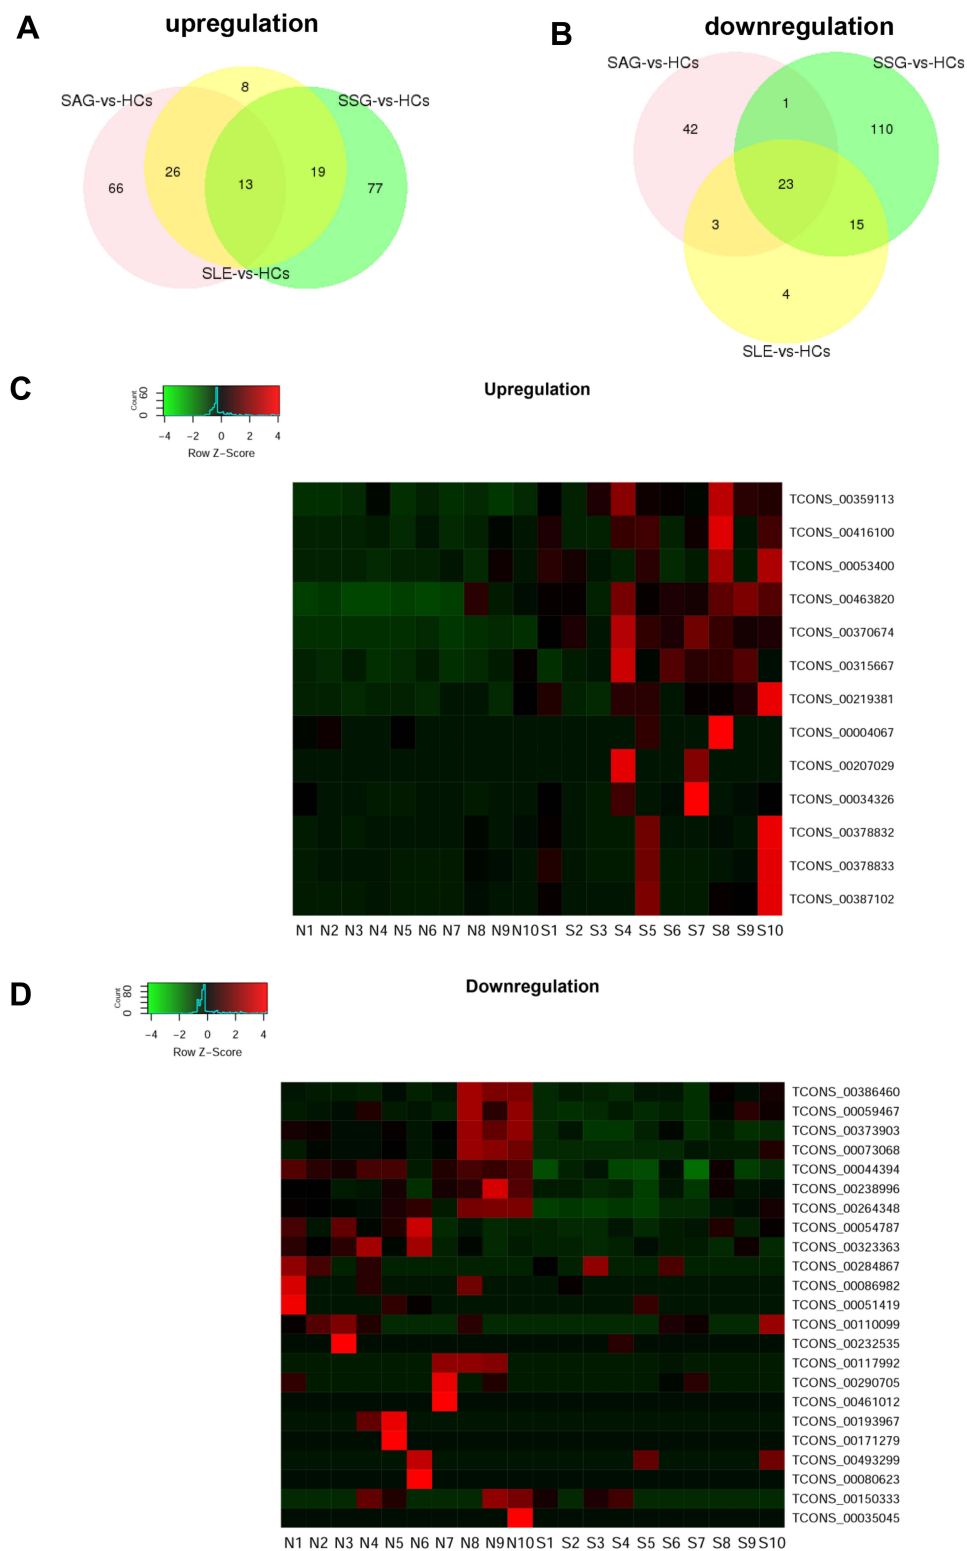 A
upregulation
SAG-vs-HCs
SSG-vs-HCs
SLE-vs-HCs
8
66
26
13
19
77
B
downregulation
SAG-vs-HCs
SSG-vs-HCs
SLE-vs-HCs
1
42
110
23
3
15
4
C
Upregulation
Count
0 60
−4 −2 0 2 4
Row Z−Score
TCONS_00359113
TCONS_00416100
TCONS_00053400
TCONS_00463820
TCONS_00370674
TCONS_00315667
TCONS_00219381
TCONS_00004067
TCONS_00207029
TCONS_00034326
TCONS_00378832
TCONS_00378833
TCONS_00387102
N1 N2 N3 N4 N5 N6 N7 N8 N9 N10 S1 S2 S3 S4 S5 S6 S7 S8 S9 S10
D
Downregulation
Count
0 80
−4 −2 0 2 4
Row Z−Score
TCONS_00386460
TCONS_00059467
TCONS_00373903
TCONS_00073068
TCONS_00044394
TCONS_00238996
TCONS_00264348
TCONS_00054787
TCONS_00323363
TCONS_00284867
TCONS_00086982
TCONS_00051419
TCONS_00110099
TCONS_00232535
TCONS_00117992
TCONS_00290705
TCONS_00461012
TCONS_00193967
TCONS_00171279
TCONS_00493299
TCONS_00080623
TCONS_00150333
TCONS_00035045
N1 N2 N3 N4 N5 N6 N7 N8 N9 N10 S1 S2 S3 S4 S5 S6 S7 S8 S9 S10